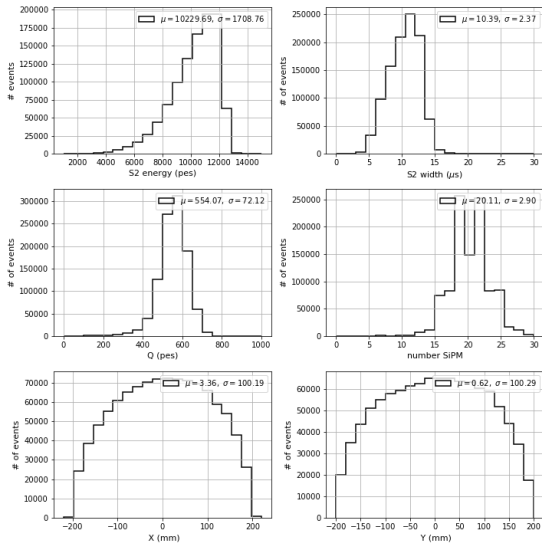 μ = 10229.69, σ = 1708.76
200000
175000
150000
125000
100000
75000
50000
25000
0
# events
2000 4000 6000 8000 10000 12000 14000
S2 energy (pes)
μ = 10.39, σ = 2.37
250000
200000
150000
100000
50000
0
# of events
0 5 10 15 20 25 30
S2 width (μs)
μ = 554.07, σ = 72.12
300000
250000
200000
150000
100000
50000
0
# of events
0 200 400 600 800 1000
Q (pes)
μ = 20.11, σ = 2.90
250000
200000
150000
100000
50000
0
# of events
0 5 10 15 20 25 30
number SiPM
μ = 3.36, σ = 100.19
70000
60000
50000
40000
30000
20000
10000
0
# of events
−200 −100 0 100 200
X (mm)
μ = 0.62, σ = 100.29
60000
50000
40000
30000
20000
10000
0
# of events
−200 −150 −100 −50 0 50 100 150 200
Y (mm)